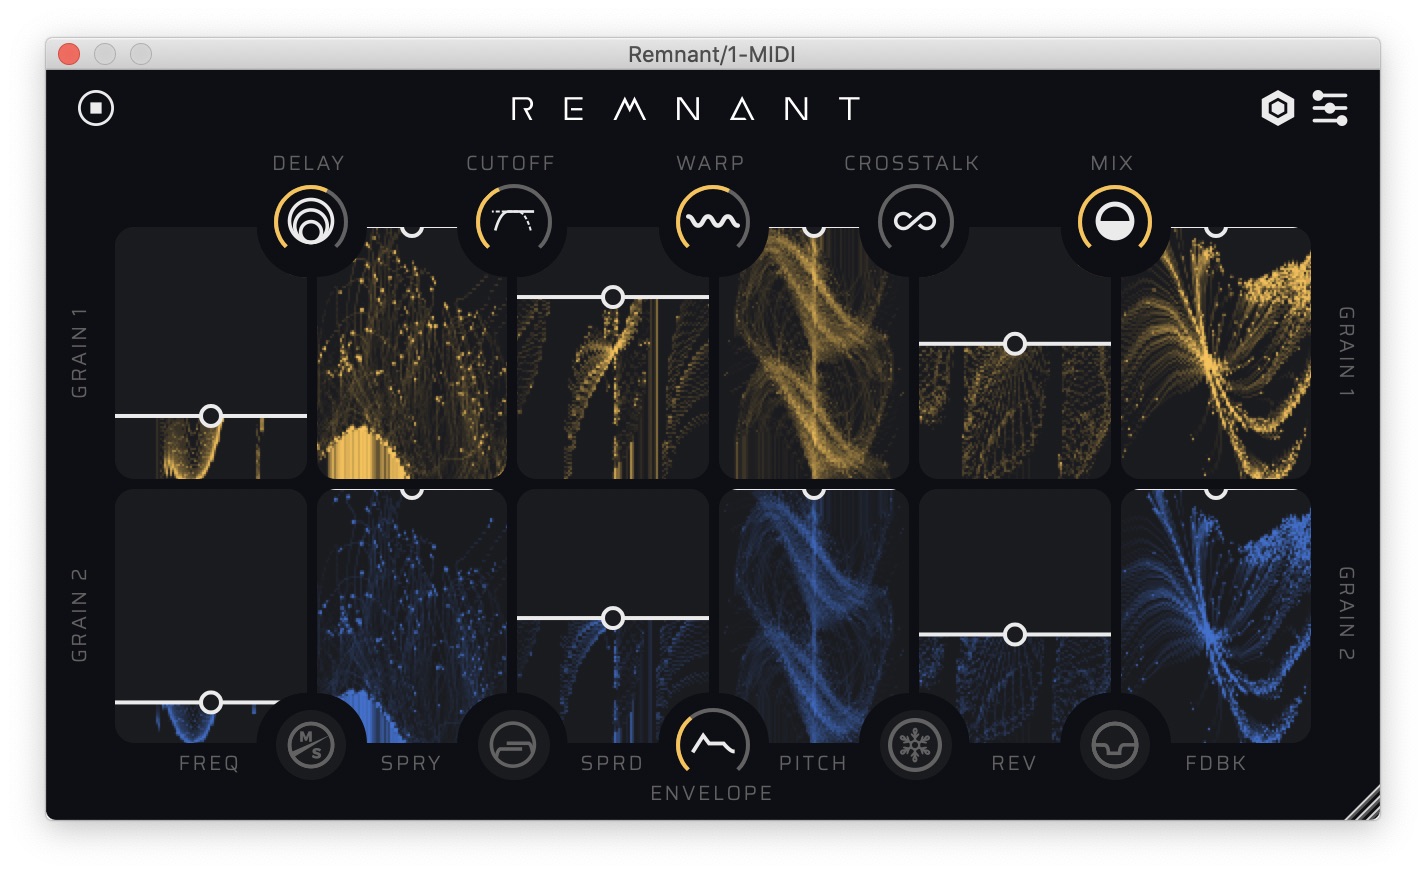 Remnant/1-MIDI
REMNANT
DELAY CUTOFF WARP CROSSTALK MIX
GRAIN 1
GRAIN 1
GRAIN 2
GRAIN 2
M S
FREQ SPRY SPRD PITCH REV FDBK
ENVELOPE